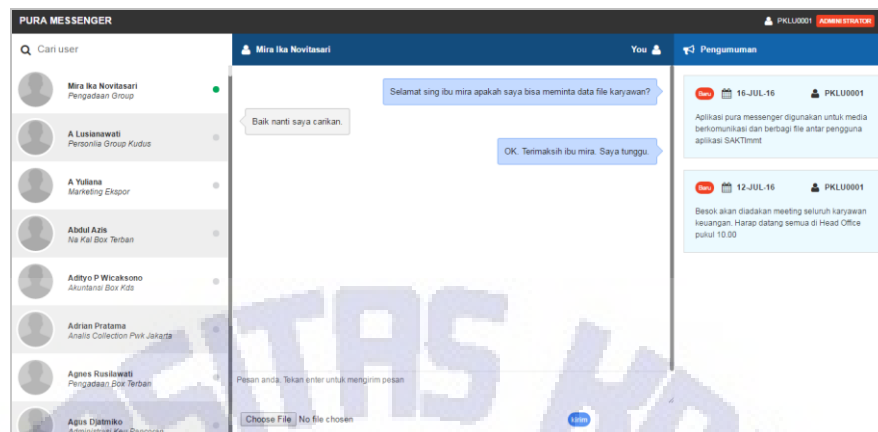 PURA MESSENGER
PKLU0001 ADMINISTRATOR
Cari user
Mira Ika Novitasari
Pengadaan Group
A Lusianawati
Personlia Group Kudus
A Yuliana
Marketing Ekspor
Abdul Azis
Na Kal Box Terban
Adityo P Wicaksono
Akuntansi Box Kds
Adrian Pratama
Analis Collection Pwk Jakarta
Agnes Rusilawati
Pengadaan Box Terban
Agus Djatmiko
Administrasi Keu
Mira Ika Novitasari
You
Selamat sing ibu mira apakah saya bisa meminta data file karyawan?
Baik nanti saya carikan.
OK. Terimaksih ibu mira. Saya tunggu.
Pesan anda. Tekan enter untuk mengirim pesan
Choose File No file chosen
kirim
Pengumuman
Baru 16-JUL-16 PKLU0001
Aplikasi pura messenger digunakan untuk media
berkomunikasi dan berbagi file antar pengguna
aplikasi SAKTImmt
Baru 12-JUL-16 PKLU0001
Besok akan diadakan meeting seluruh karyawan
keuangan. Harap datang semua di Head Office
pukul 10.00